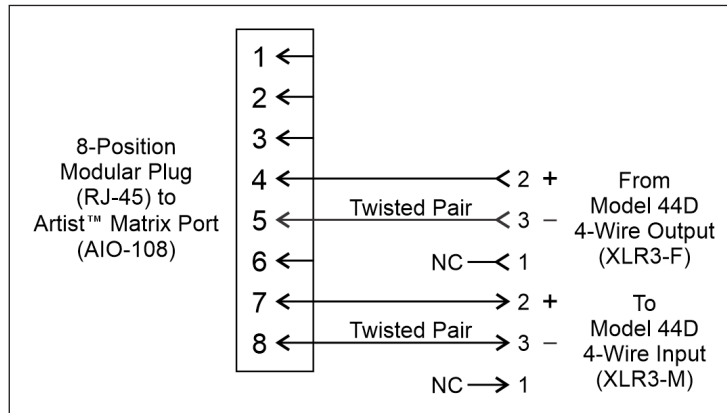 8-Position
Modular Plug
(RJ-45) to
Artist™ Matrix Port
(AIO-108)
1
2
3
4
5
6
7
8
Twisted Pair
2 +
3 –
NC 1
From
Model 44D
4-Wire Output
(XLR3-F)
Twisted Pair
2 +
3 –
NC 1
To
Model 44D
4-Wire Input
(XLR3-M)